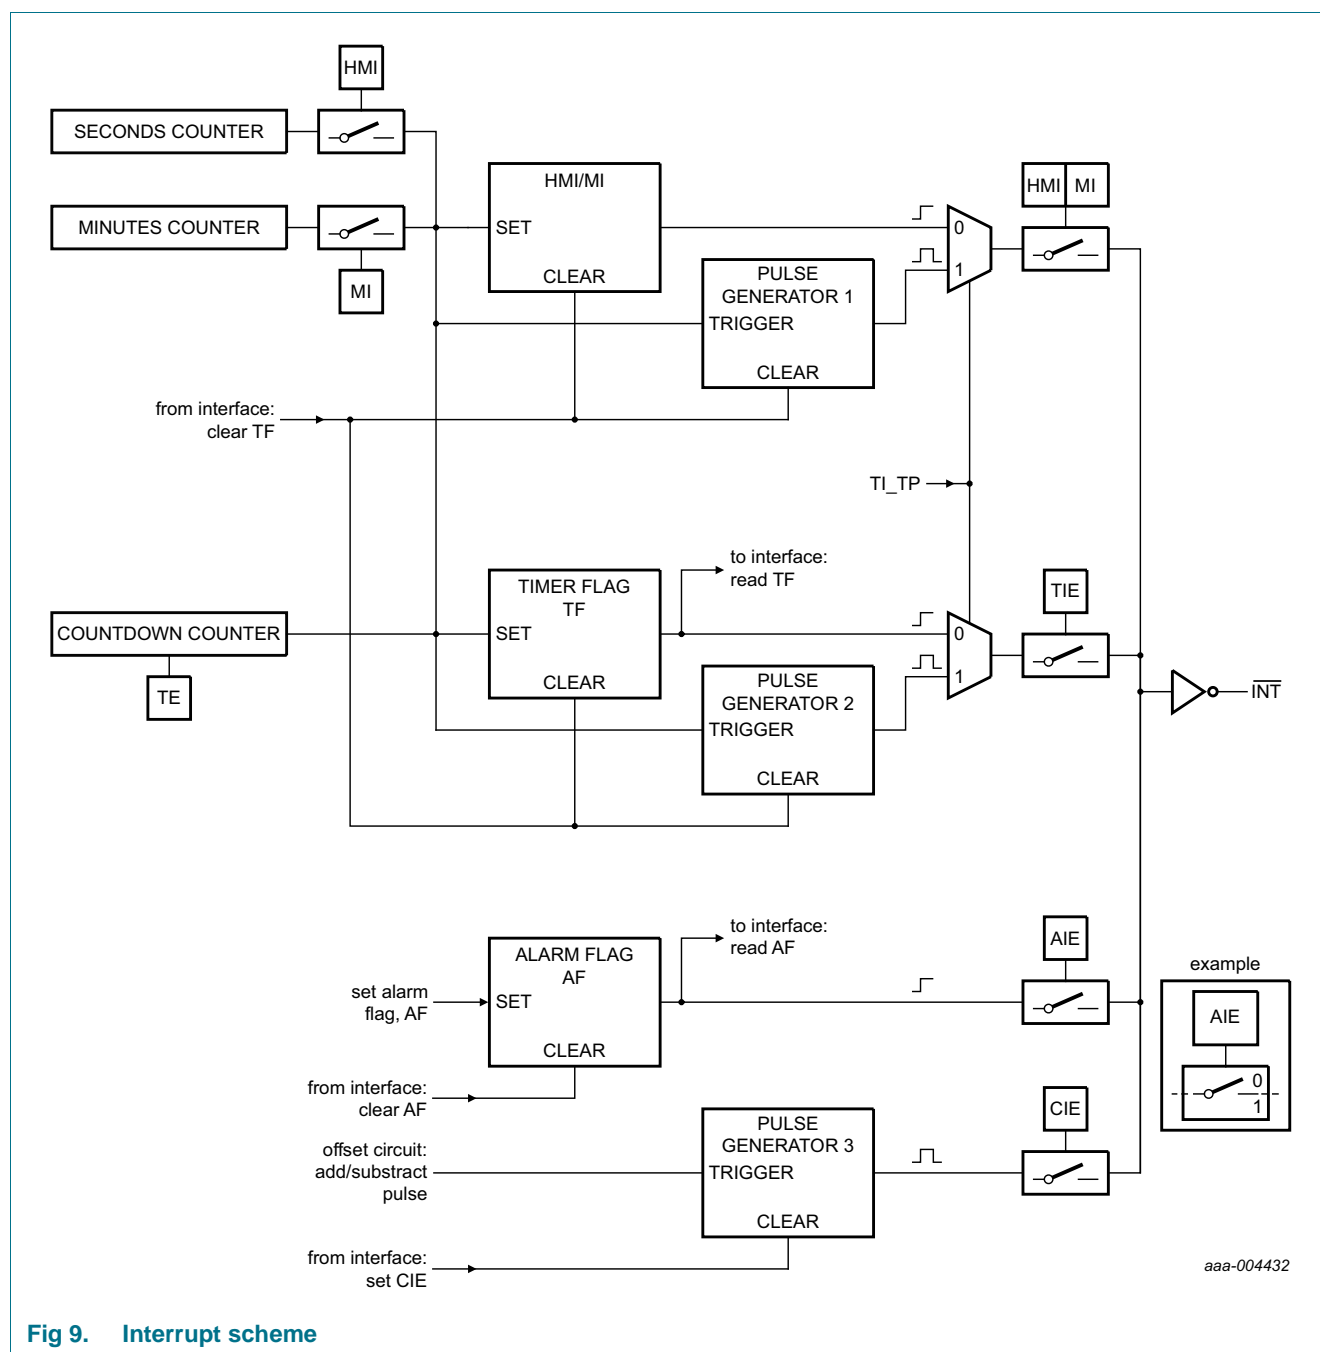 HMI
SECONDS COUNTER
HMI/MI
HMI MI
MINUTES COUNTER
SET
0
CLEAR
PULSE
GENERATOR 1
1
MI
TRIGGER
CLEAR
from interface:
clear TF
TI_TP
to interface:
read TF
TIMER FLAG
TF
TIE
COUNTDOWN COUNTER
SET
0
CLEAR
PULSE
GENERATOR 2
1
TE
INT
TRIGGER
CLEAR
to interface:
read AF
AIE
ALARM FLAG
AF
example
set alarm
flag, AF
SET
AIE
CLEAR
0
1
from interface:
clear AF
CIE
PULSE
GENERATOR 3
offset circuit:
add/substract
pulse
TRIGGER
CLEAR
from interface:
set CIE
aaa-004432
Fig 9. Interrupt scheme